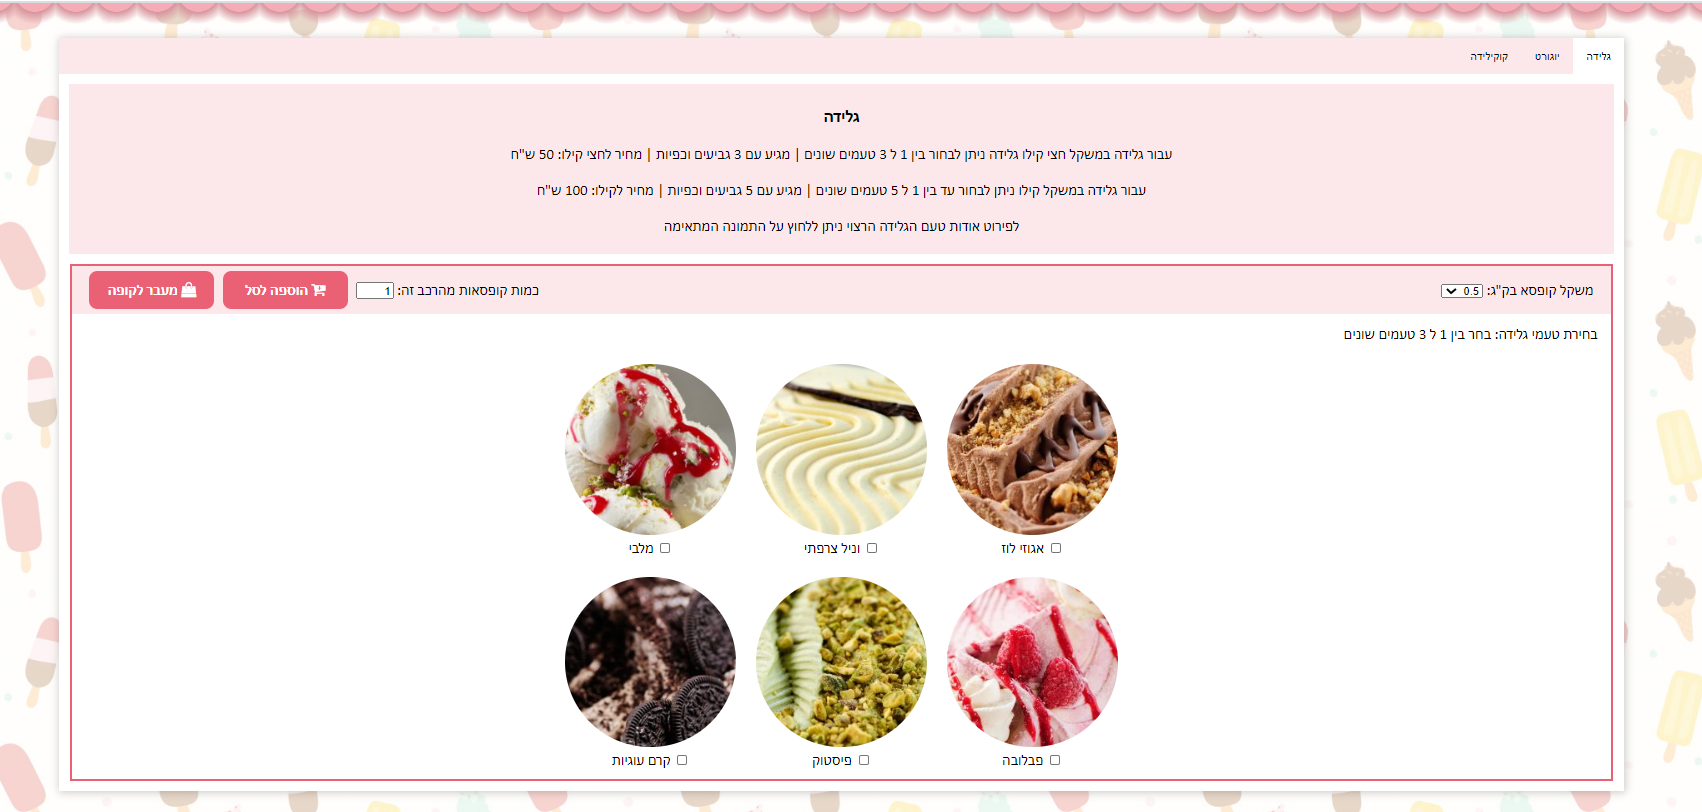 גלידה
יוגורט
קוקילידה
גלידה
עבור גלידה במשקל חצי קילו גלידה ניתן לבחור בין 1 ל 3 טעמים שונים | מגיע עם 3 גביעים וכפיות | מחיר לחצי קילו: 50 ש"ח
עבור גלידה במשקל קילו ניתן לבחור עד בין 1 ל 5 טעמים שונים | מגיע עם 5 גביעים וכפיות | מחיר לקילו: 100 ש"ח
לפירוט אודות טעם הגלידה הרצוי ניתן ללחוץ על התמונה המתאימה
משקל קופסא בק"ג: 0.5
כמות קופסאות מהרכב זה: 1
הוספה לסל
מעבר לקופה
בחירת טעמי גלידה: בחר בין 1 ל 3 טעמים שונים
אגוזי לוז
וניל צרפתי
מלבי
פבלובה
פיסטוק
קרם עוגיות